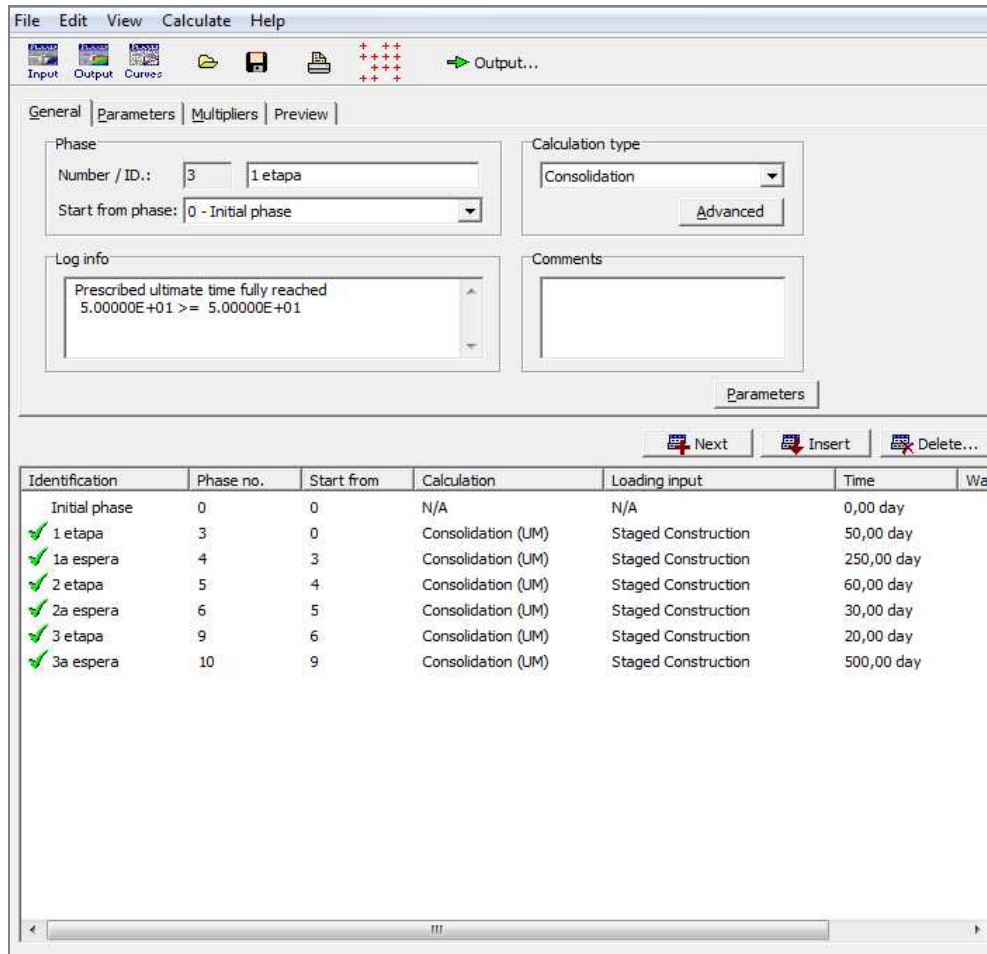 File Edit View Calculate Help
Input Output Curves Output...
General Parameters Multipliers Preview
Phase
Number / ID.: 3 1 etapa
Start from phase: 0 - Initial phase
Calculation type
Consolidation
Advanced
Log info
Prescribed ultimate time fully reached
5.00000E+01 >= 5.00000E+01
Comments
Parameters
Next Insert Delete...
Identification Phase no. Start from Calculation Loading input Time Wa
Initial phase 0 0 N/A N/A 0,00 day
1 etapa 3 0 Consolidation (UM) Staged Construction 50,00 day
1a espera 4 3 Consolidation (UM) Staged Construction 250,00 day
2 etapa 5 4 Consolidation (UM) Staged Construction 60,00 day
2a espera 6 5 Consolidation (UM) Staged Construction 30,00 day
3 etapa 9 6 Consolidation (UM) Staged Construction 20,00 day
3a espera 10 9 Consolidation (UM) Staged Construction 500,00 day